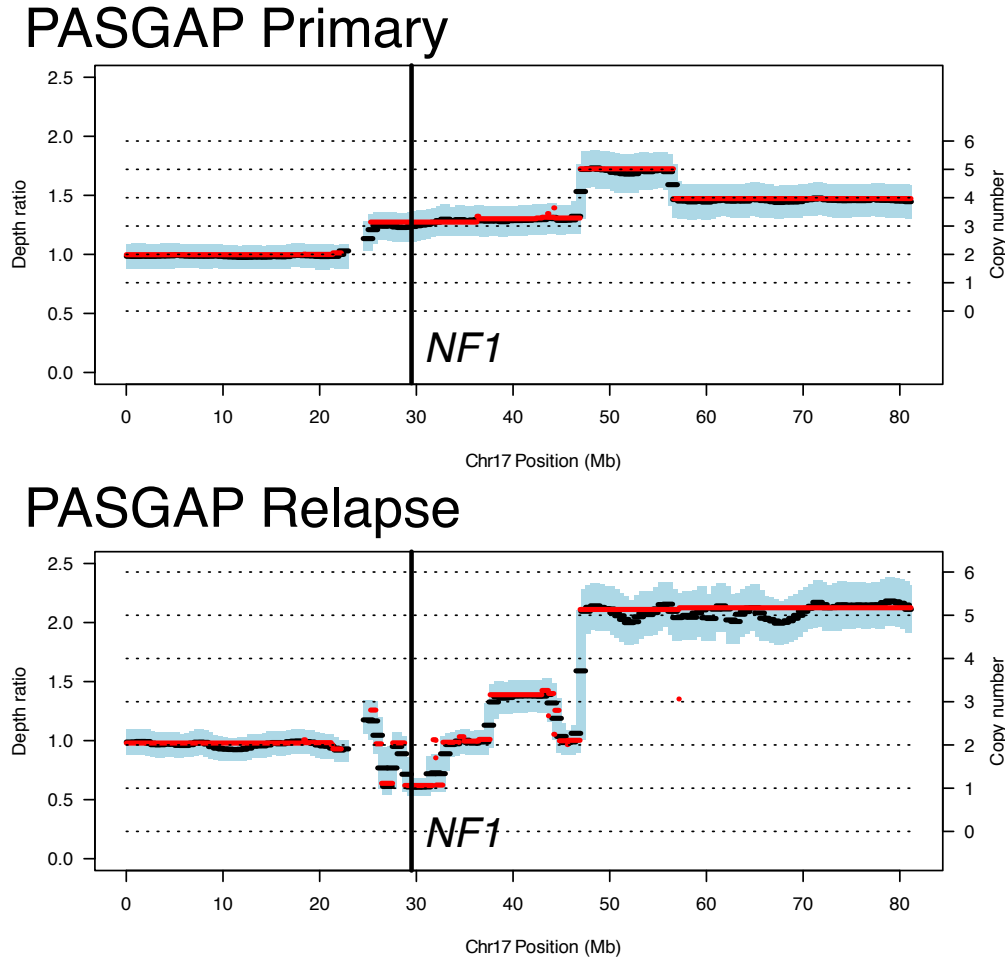 PASGAP Primary
2.5
2.0
1.5
1.0
0.5
0.0
Depth ratio
6
5
4
3
2
1
0
Copy number
NF1
0 10 20 30 40 50 60 70 80
Chr17 Position (Mb)
PASGAP Relapse
2.5
2.0
1.5
1.0
0.5
0.0
Depth ratio
6
5
4
3
2
1
0
Copy number
NF1
0 10 20 30 40 50 60 70 80
Chr17 Position (Mb)